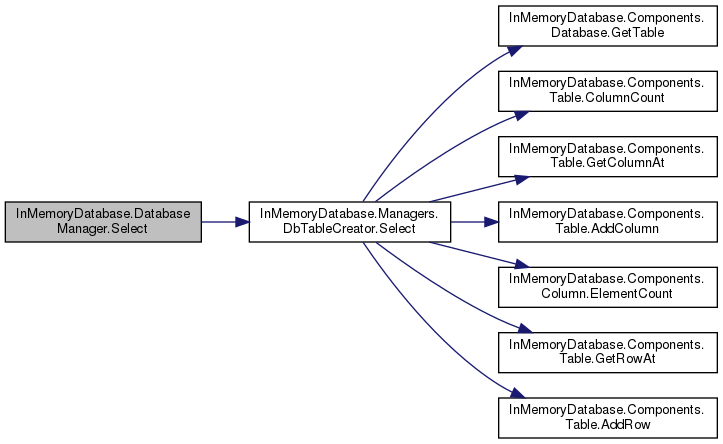 InMemoryDatabase.Database
Manager.Select
InMemoryDatabase.Managers.
DbTableCreator.Select
InMemoryDatabase.Components.
Database.GetTable
InMemoryDatabase.Components.
Table.ColumnCount
InMemoryDatabase.Components.
Table.GetColumnAt
InMemoryDatabase.Components.
Table.AddColumn
InMemoryDatabase.Components.
Column.ElementCount
InMemoryDatabase.Components.
Table.GetRowAt
InMemoryDatabase.Components.
Table.AddRow